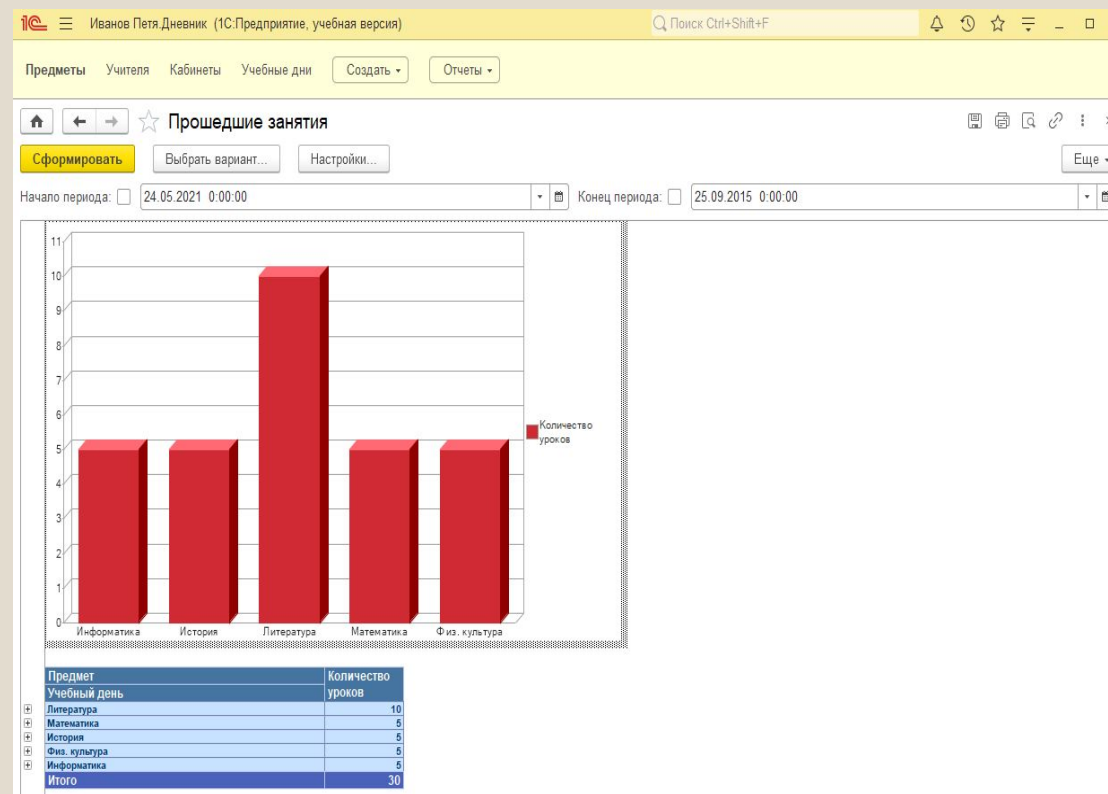 1С Иванов Петя.Дневник (1С:Предприятие, учебная версия) Поиск Ctrl+Shift+F
Предметы Учителя Кабинеты Учебные дни Создать Отчеты
Прошедшие занятия
Сформировать Выбрать вариант... Настройки... Еще
Начало периода: 24.05.2021 0:00:00 Конец периода: 25.09.2015 0:00:00
11
10
9
8
7
6
5
4
3
2
1
0
Информатика История Литература Математика Физ. культура
Количество
уроков
Предмет Количество
Учебный день уроков
Литература 10
Математика 5
История 5
Физ. культура 5
Информатика 5
Итого 30